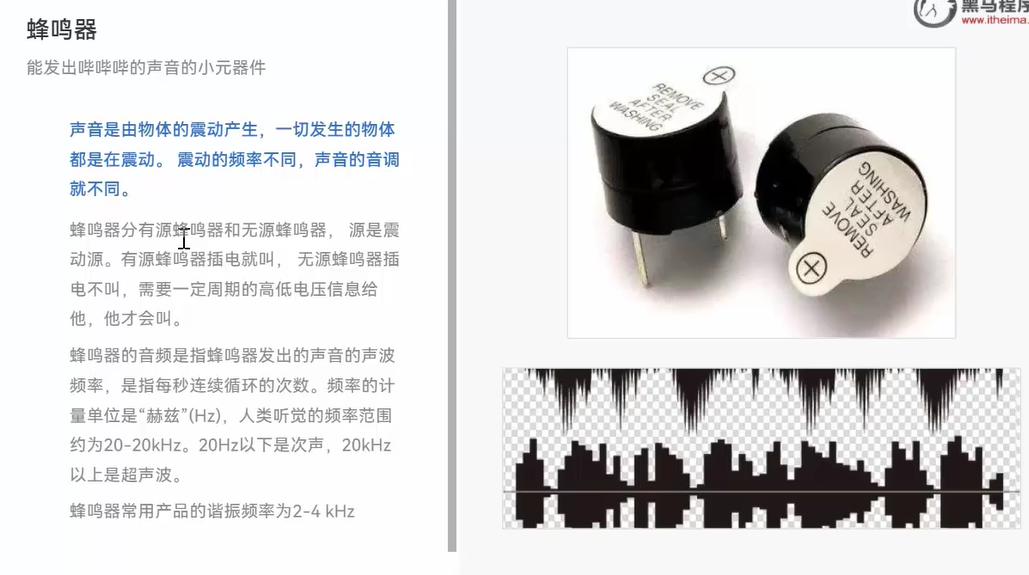 蜂鸣器
能发出哔哔哔的声音的小元器件
声音是由物体的震动产生，一切发生的物体
都是在震动。 震动的频率不同，声音的音调
就不同。
蜂鸣器分有源蜂鸣器和无源蜂鸣器， 源是震
动源。有源蜂鸣器插电就叫， 无源蜂鸣器插
电不叫，需要一定周期的高低电压信息给
他，他才会叫。
蜂鸣器的音频是指蜂鸣器发出的声音的声波
频率，是指每秒连续循环的次数。频率的计
量单位是“赫兹”(Hz)，人类听觉的频率范围
约为20-20kHz。20Hz以下是次声，20kHz
以上是超声波。
蜂鸣器常用产品的谐振频率为2-4 kHz
黑马程序
www.itheima.
REMOVE
SEAL
AFTER
WASHING
REMOVE
SEAL
AFTER
WASHING